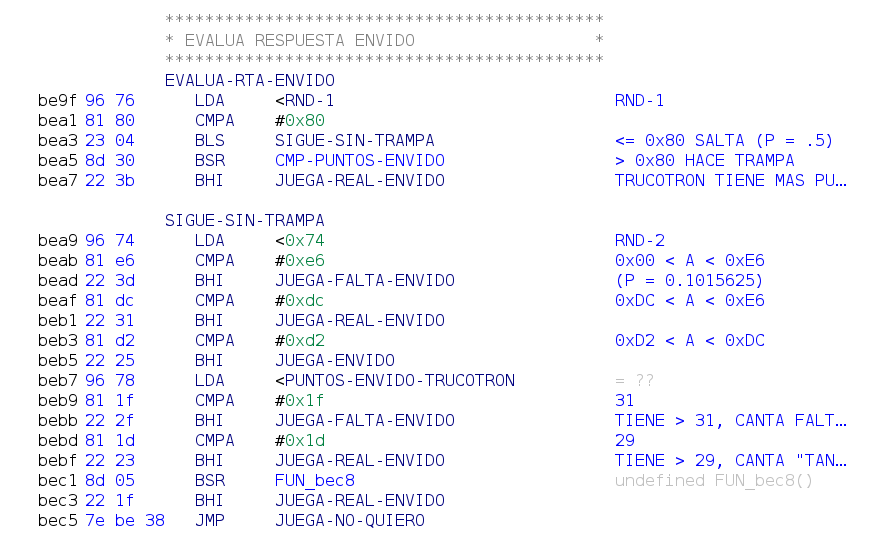 ********************************************
* EVALUA RESPUESTA ENVIDO *
********************************************
EVALUA-RTA-ENVIDO
be9f 96 76 LDA <RND-1 RND-1
bea1 81 80 CMPA #0x80
bea3 23 04 BLS SIGUE-SIN-TRAMPA <= 0x80 SALTA (P = .5)
bea5 8d 30 BSR CMP-PUNTOS-ENVIDO > 0x80 HACE TRAMPA
bea7 22 3b BHI JUEGA-REAL-ENVIDO TRUCOTRON TIENE MAS PU…
SIGUE-SIN-TRAMPA
bea9 96 74 LDA <0x74 RND-2
beab 81 e6 CMPA #0xe6 0x00 < A < 0xE6
bead 22 3d BHI JUEGA-FALTA-ENVIDO (P = 0.1015625)
beaf 81 dc CMPA #0xdc 0xDC < A < 0xE6
beb1 22 31 BHI JUEGA-REAL-ENVIDO
beb3 81 d2 CMPA #0xd2 0xD2 < A < 0xDC
beb5 22 25 BHI JUEGA-ENVIDO
beb7 96 78 LDA <PUNTOS-ENVIDO-TRUCOTRON = ??
beb9 81 1f CMPA #0x1f 31
bebb 22 2f BHI JUEGA-FALTA-ENVIDO TIENE > 31, CANTA FALT…
bebd 81 1d CMPA #0x1d 29
bebf 22 23 BHI JUEGA-REAL-ENVIDO TIENE > 29, CANTA "TAN…
bec1 8d 05 BSR FUN_bec8 undefined FUN_bec8()
bec3 22 1f BHI JUEGA-REAL-ENVIDO
bec5 7e be 38 JMP JUEGA-NO-QUIERO